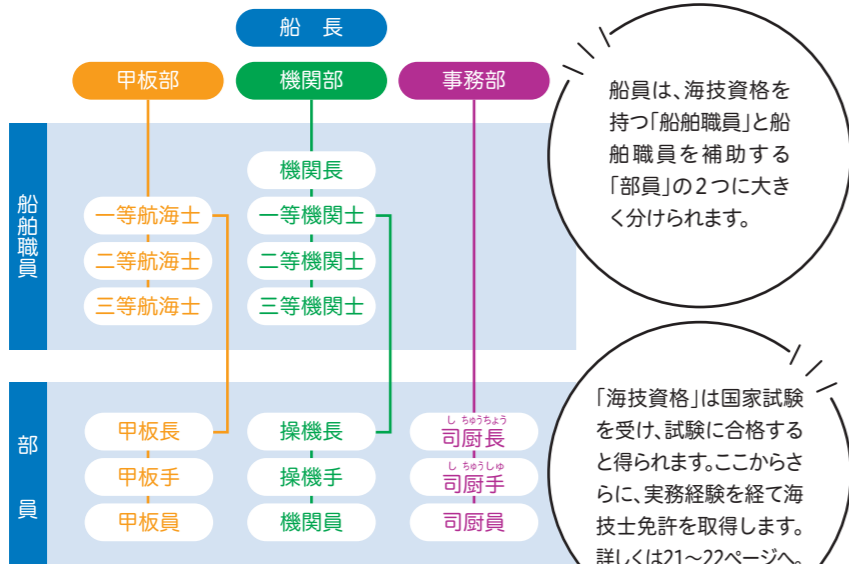 船 長
甲板部
機関部
事務部
船舶職員
機関長
一等航海士
一等機関士
二等航海士
二等機関士
三等航海士
三等機関士
部 員
甲板長
操機長
し ちゅうちょう
司厨長
甲板手
操機手
し ちゅうしゅ
司厨手
甲板員
機関員
司厨員
船員は、海技資格を
持つ「船舶職員」と船
舶職員を補助する
「部員」の2つに大き
く分けられます。
「海技資格」は国家試験
を受け、試験に合格する
と得られます。ここからさ
らに、実務経験を経て海
技士免許を取得します。
詳しくは21〜22ページへ。